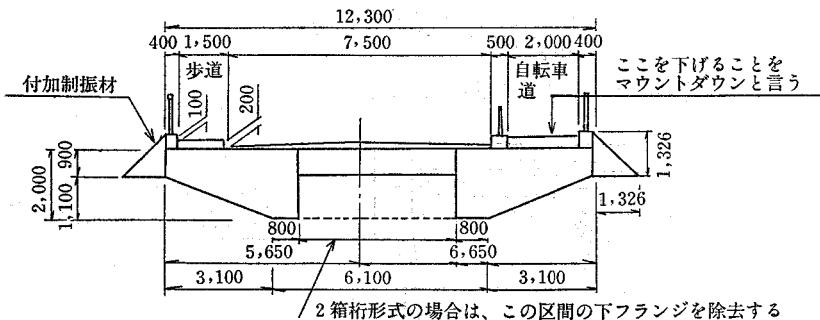 12,300
400 1,500 7,500 500 2,000 400
歩道
自転車
道
ここを下げることを
マウントダウンと言う
付加制振材
100
200
900
2,000
1,100
1,326
1,326
800 800
5,650 6,650
3,100 6,100 3,100
2箱桁形式の場合は、この区間の下フランジを除去する